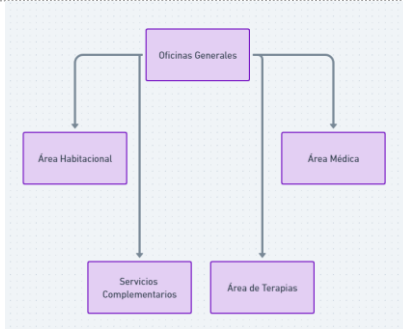 Oficinas Generales
Área Habitacional
Área Médica
Servicios
Complementarios
Área de Terapias